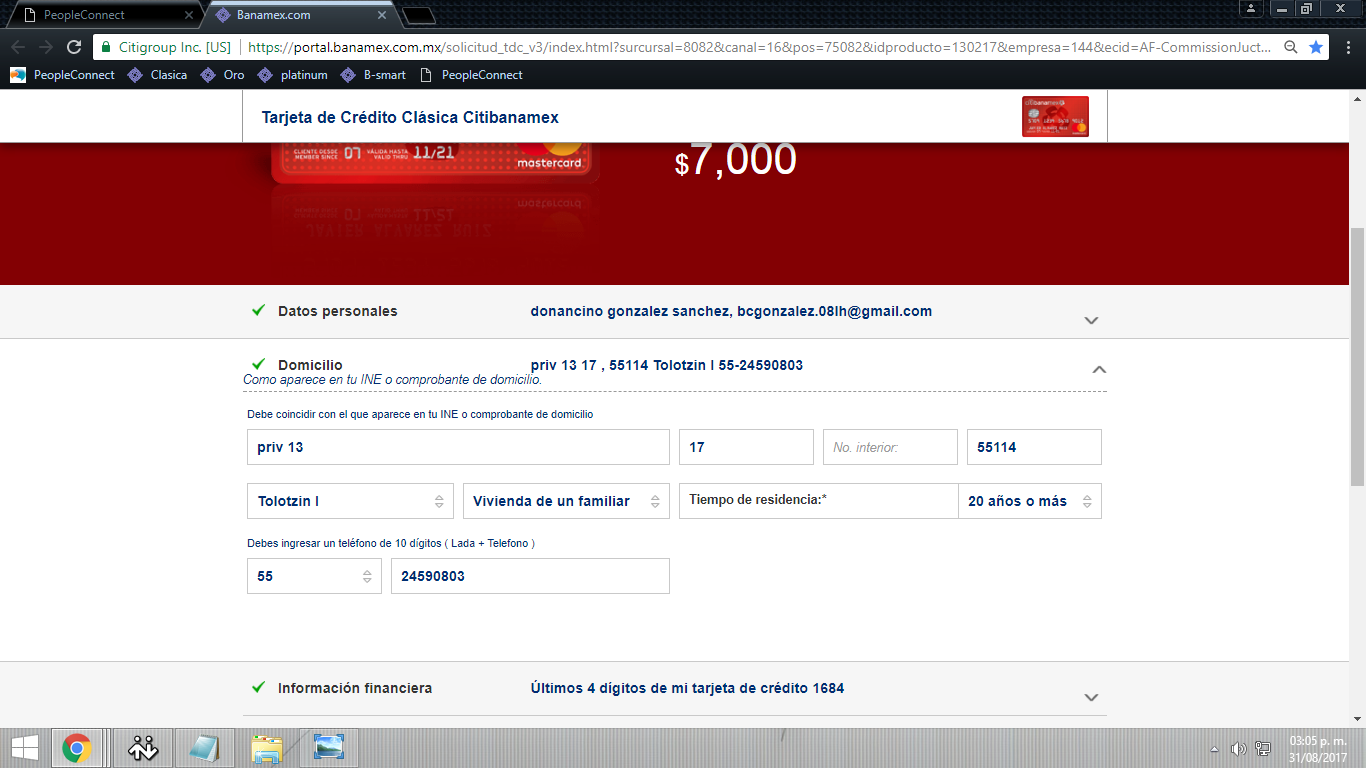 PeopleConnect
Banamex.com
Citigroup Inc. [US]
https://portal.banamex.com.mx/solicitud_tdc_v3/index.html?surcursal=8082&canal=16&pos=75082&idproducto=130217&empresa=144&ecid=AF-CommissionJuct...
PeopleConnect Clasica Oro platinum B-smart PeopleConnect
Tarjeta de Crédito Clásica Citibanamex
CLIENTE DESDE MEMBER SINCE 07 VÁLIDA HASTA VALID THRU 11/21
mastercard
$7,000
Datos personales donancino gonzalez sanchez, bcgonzalez.08lh@gmail.com
Domicilio priv 13 17 , 55114 Tolotzin I 55-24590803
Como aparece en tu INE o comprobante de domicilio.
Debe coincidir con el que aparece en tu INE o comprobante de domicilio
priv 13 17 No. interior: 55114
Tolotzin I Vivienda de un familiar Tiempo de residencia:* 20 años o más
Debes ingresar un teléfono de 10 dígitos ( Lada + Telefono )
55 24590803
Información financiera Últimos 4 dígitos de mi tarjeta de crédito 1684
03:05 p. m.
31/08/2017